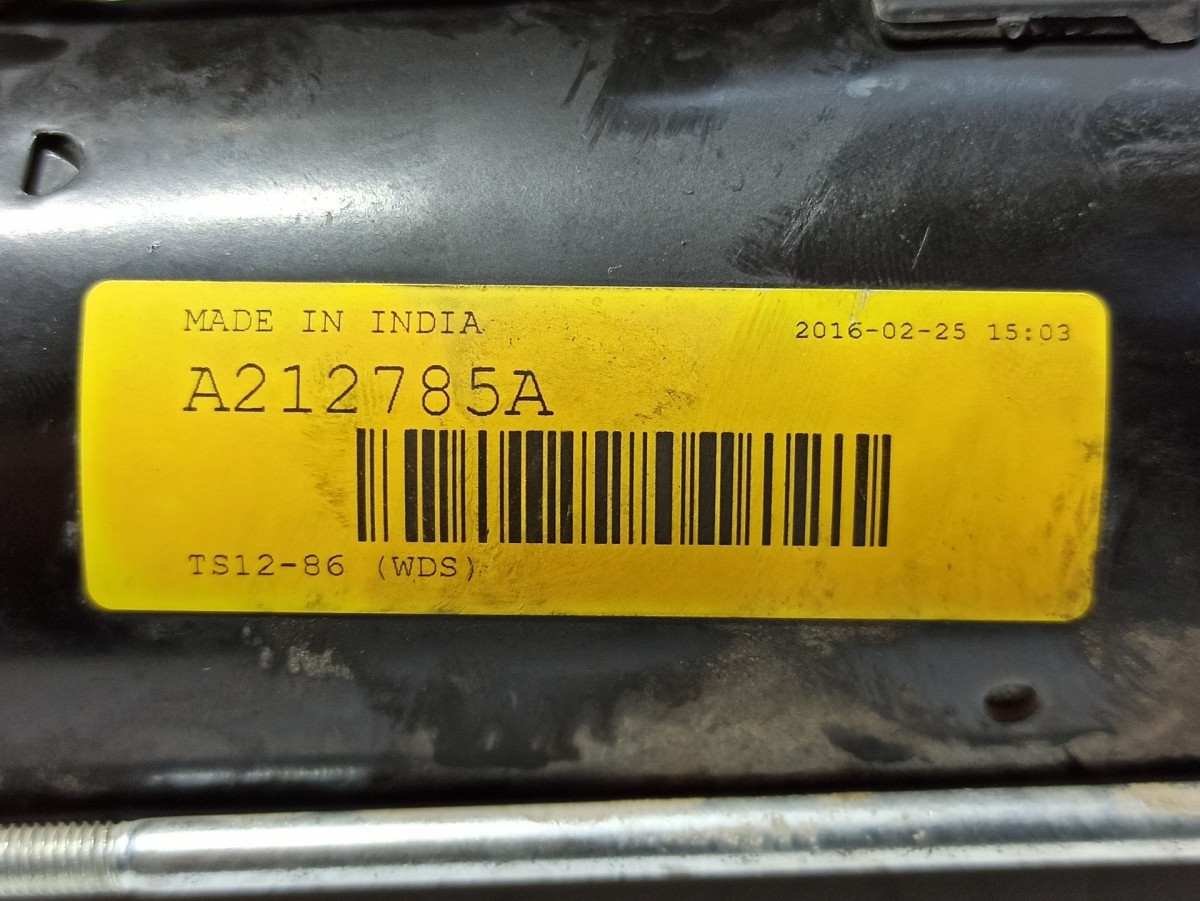 MADE IN INDIA
2016-02-25 15:03
A212785A
TS12-86 (WDS)